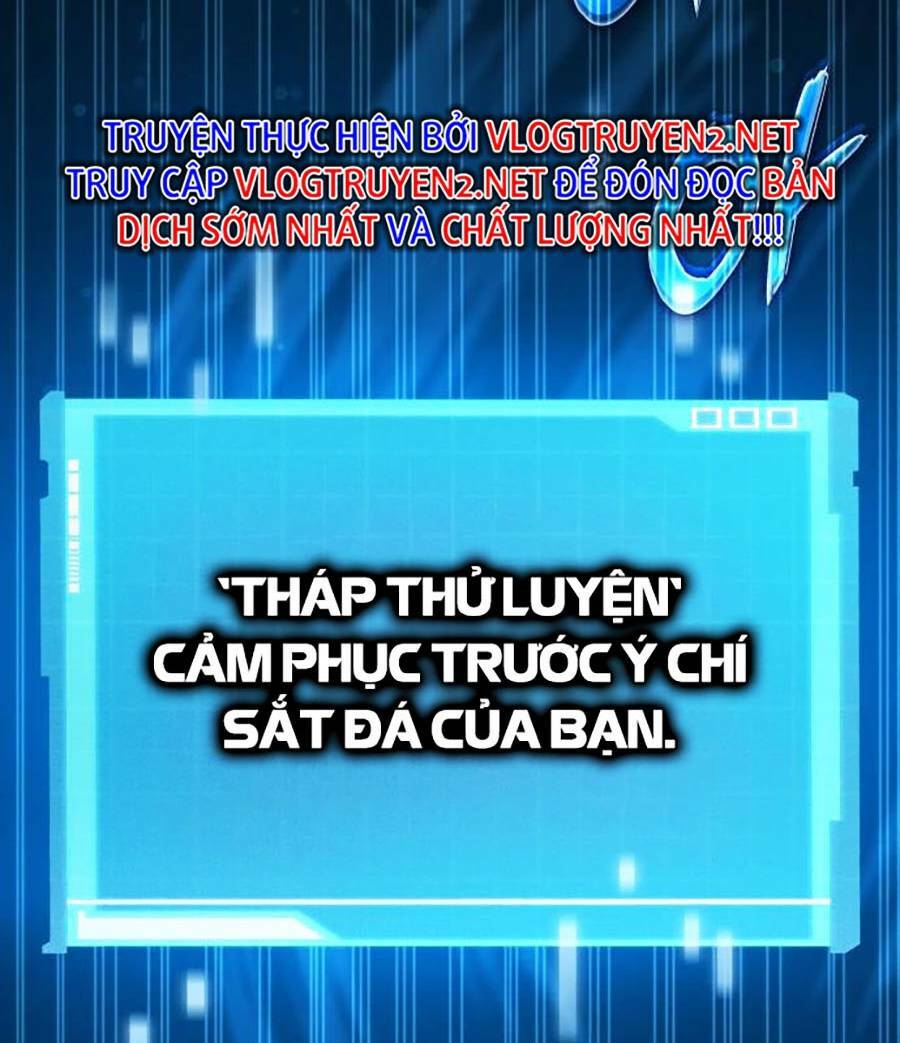 TRUYỆN THỰC HIỆN BỞI VLOGTRUYEN2.NET
TRUY CẬP VLOGTRUYEN2.NET ĐỂ ĐÓN ĐỌC BẢN
DỊCH SỚM NHẤT VÀ CHẤT LƯỢNG NHẤT!!!
‵THÁP THỬ LUYỆN‵
CẢM PHỤC TRƯỚC Ý CHÍ
SẮT ĐÁ CỦA BẠN.